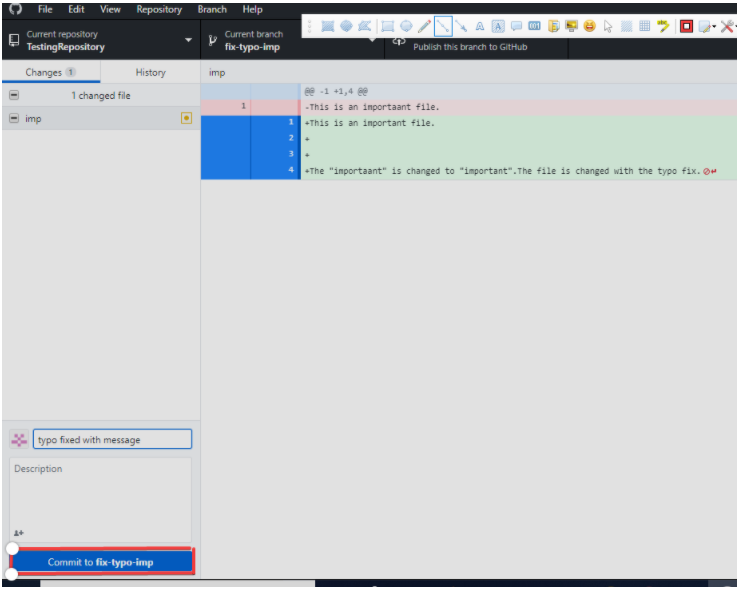 File Edit View Repository Branch Help
Current repository
TestingRepository
Current branch
fix-typo-imp
Publish this branch to GitHub
Changes 1 History
imp
1 changed file
imp
@@ -1 +1,4 @@
1 -This is an importaant file.
1 +This is an important file.
2 +
3 +
4 +The "importaant" is changed to "important".The file is changed with the typo fix.
typo fixed with message
Description
Commit to fix-typo-imp